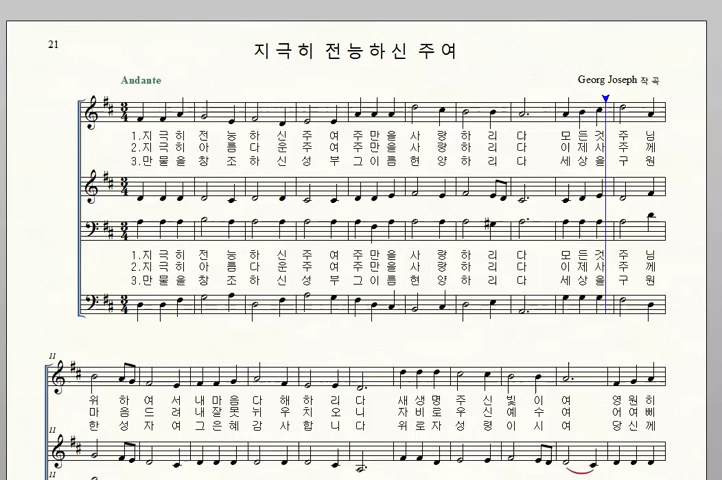 21
지극히 전능하신 주여
Andante
Georg Joseph 작곡
1.지 극 히 전 능 하 신 주 여 주 만 을 사 랑 하 리 다 모 든 것 주 님
2.지 극 히 아 름 다 운 주 여 주 만 을 사 랑 하 리 다 이 제 사 주 께
3.만 물 을 창 조 하 신 성 부 그 이 름 현 양 하 리 다 세 상 을 구 원
1.지 극 히 전 능 하 신 주 여 주 만 을 사 랑 하 리 다 모 든 것 주 님
2.지 극 히 아 름 다 운 주 여 주 만 을 사 랑 하 리 다 이 제 사 주 께
3.만 물 을 창 조 하 신 성 부 그 이 름 현 양 하 리 다 세 상 을 구 원
11
위 하 여 서 내 마 음 다 해 하 리 다 새 생 명 주 신 빛 이 여 영 원 히
마 음 드 려 내 잘 못 뉘 우 치 오 니 자 비 로 우 신 예 수 여 어 여 삐
한 성 자 여 그 은 혜 감 사 합 니 다 위 로 자 성 령 이 시 여 당 신 께
11
11